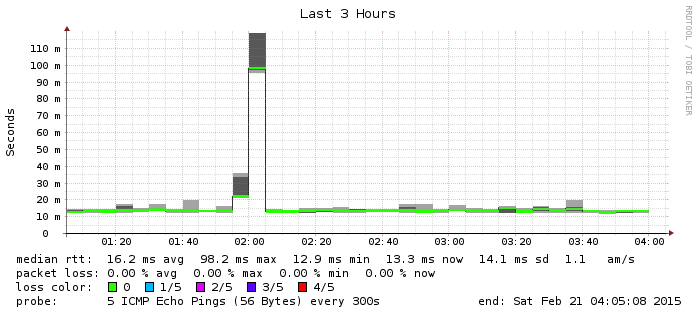 Last 3 Hours
RRDTOOL / TOBI OETIKER
Seconds
110 m
100 m
90 m
80 m
70 m
60 m
50 m
40 m
30 m
20 m
10 m
0
01:20 01:40 02:00 02:20 02:40 03:00 03:20 03:40 04:00
median rtt: 16.2 ms avg 98.2 ms max 12.9 ms min 13.3 ms now 14.1 ms sd 1.1 am/s
packet loss: 0.00 % avg 0.00 % max 0.00 % min 0.00 % now
loss color: 0 1/5 2/5 3/5 4/5
probe: 5 ICMP Echo Pings (56 Bytes) every 300s end: Sat Feb 21 04:05:08 2015